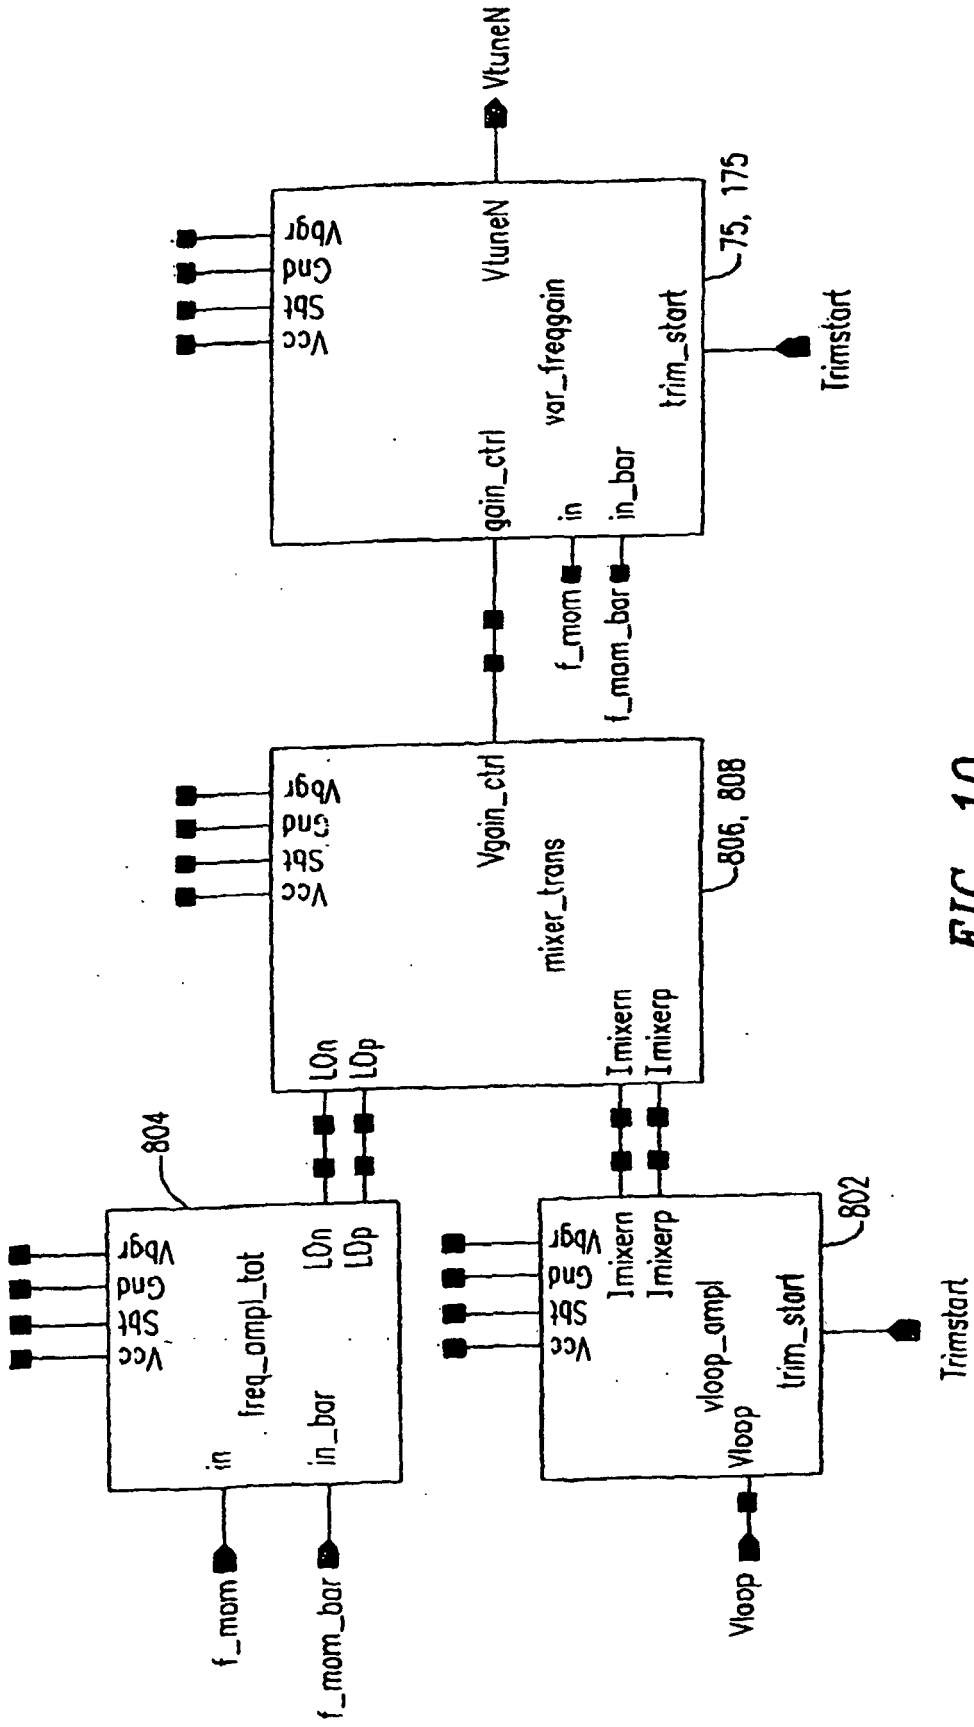 f_mom
f_mom_bar
in
in_bar
Vcc
Sbt
Gnd
Vbgr
freq_ampl_tot
LOn
LOp
804
Vloop
Vloop
Vcc
Sbt
Gnd
Vbgr
Imixern
Imixerp
vloop_ampl
trim_start
802
Trimstart
LOn
LOp
Imixern
Imixerp
Vcc
Sbt
Gnd
Vbgr
mixer_trans
Vgain_ctrl
806, 808
gain_ctrl
f_mom
in
f_mom_bar
in_bar
Vcc
Sbt
Gnd
Vbgr
var_freqgain
trim_start
VtuneN
75, 175
Trimstart
VtuneN
FIG. 10